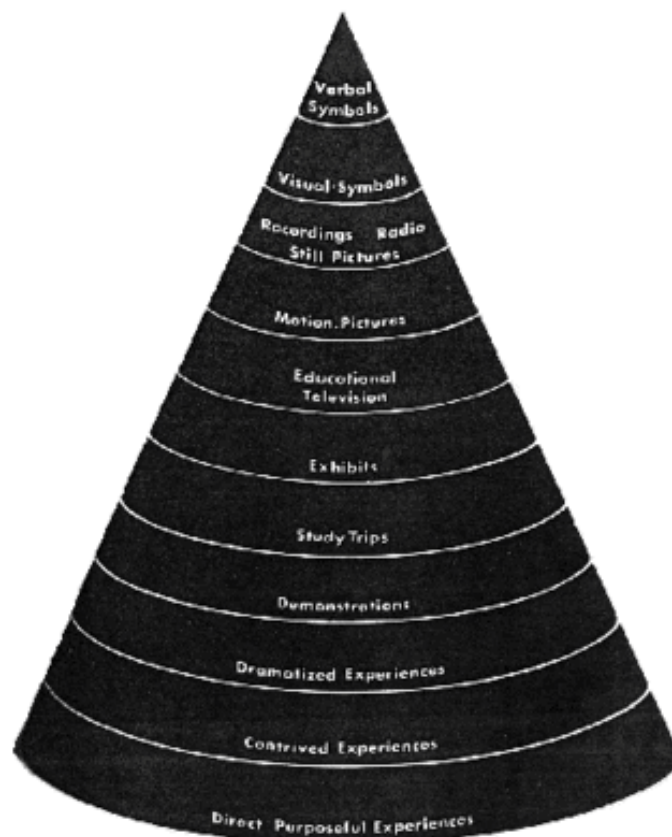 Verbal
Symbols
Visual Symbols
Recordings Radio
Still Pictures
Motion Pictures
Educational
Television
Exhibits
Study Trips
Demonstrations
Dramatized Experiences
Contrived Experiences
Direct Purposeful Experiences